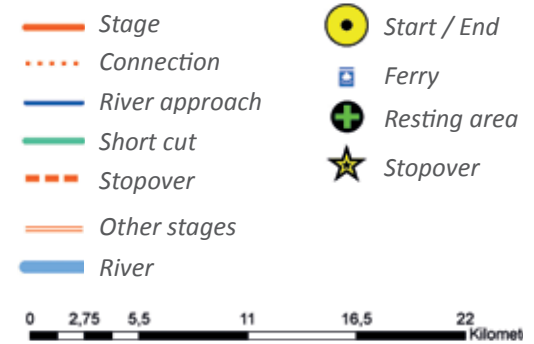 Stage
Connection
River approach
Short cut
Stopover
Other stages
River
Start / End
Ferry
Resting area
Stopover
0 2,75 5,5 11 16,5 22
Kilomet